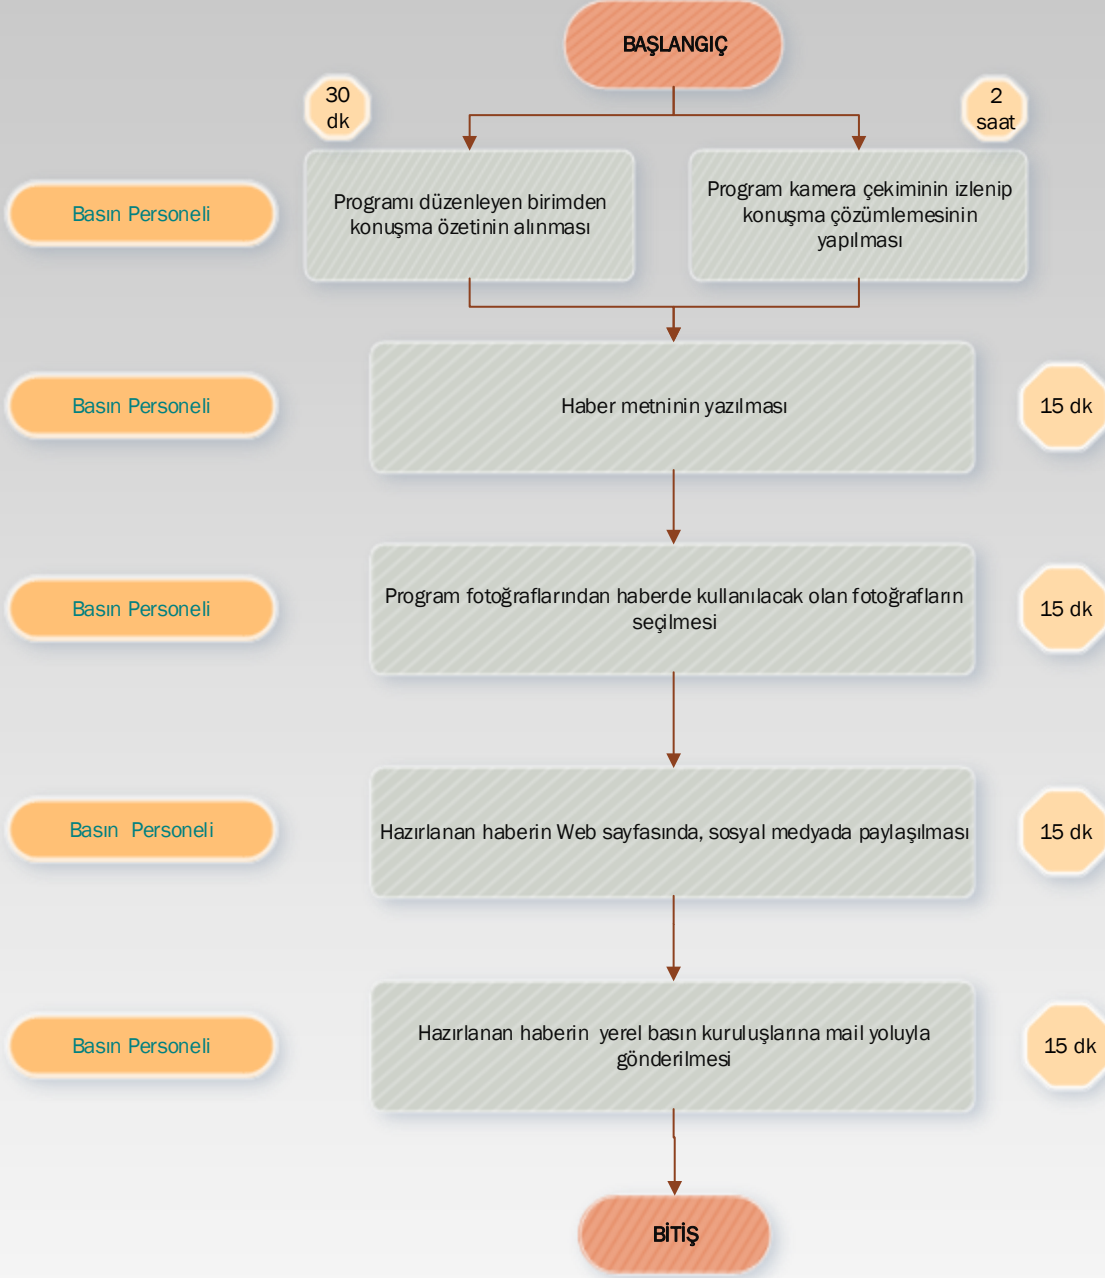 BAŞLANGIÇ
30
dk
2
saat
Basın Personeli
Programı düzenleyen birimden
konuşma özetinin alınması
Program kamera çekiminin izlenip
konuşma çözümlemesinin
yapılması
Basın Personeli
Haber metninin yazılması
15 dk
Basın Personeli
Program fotoğraflarından haberde kullanılacak olan fotoğrafların
seçilmesi
15 dk
Basın Personeli
Hazırlanan haberin Web sayfasında, sosyal medyada paylaşılması
15 dk
Basın Personeli
Hazırlanan haberin yerel basın kuruluşlarına mail yoluyla
gönderilmesi
15 dk
BİTİŞ